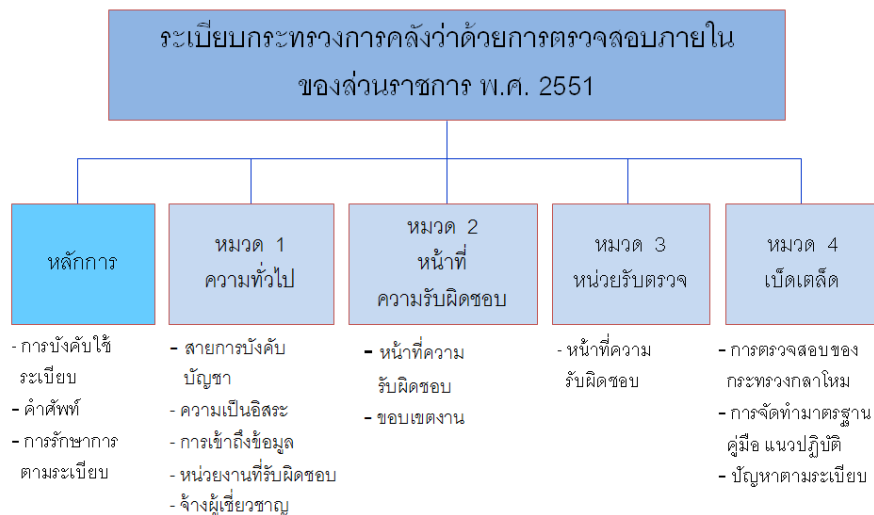 ระเบียบกระทรวงการคลังว่าด้วยการตรวจสอบภายใน
ของส่วนราชการ พ.ศ. 2551
หลักการ
- การบังคับใช้
ระเบียบ
- คำศัพท์
- การรักษาการ
ตามระเบียบ
หมวด 1
ความทั่วไป
- สายการบังคับ
บัญชา
- ความเป็นอิสระ
- การเข้าถึงข้อมูล
- หน่วยงานที่รับผิดชอบ
- จ้างผู้เชี่ยวชาญ
หมวด 2
หน้าที่
ความรับผิดชอบ
- หน้าที่ความ
รับผิดชอบ
- ขอบเขตงาน
หมวด 3
หน่วยรับตรวจ
- หน้าที่ความ
รับผิดชอบ
หมวด 4
เบ็ดเตล็ด
- การตรวจสอบของ
กระทรวงกลาโหม
- การจัดทำมาตรฐาน
คู่มือ แนวปฏิบัติ
- ปัญหาตามระเบียบ